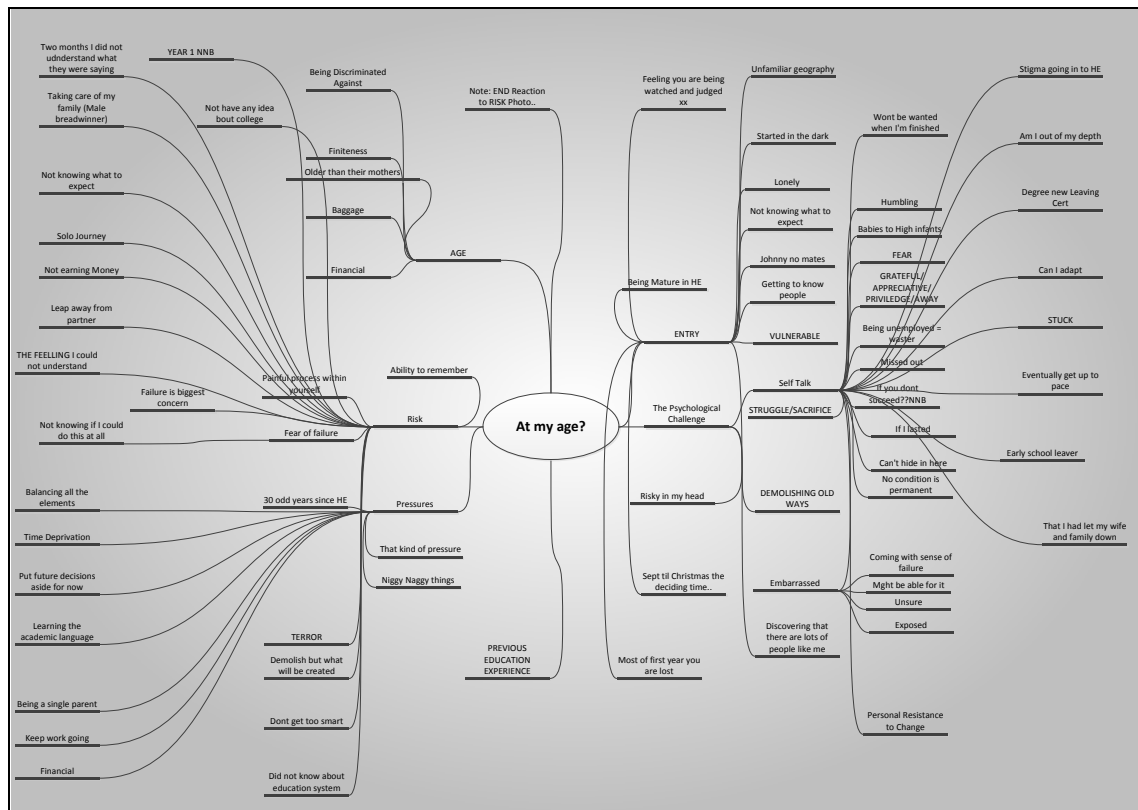 Two months I did not
udnderstand what
they were saying
Taking care of my
family (Male
breadwinner)
Not knowing what to
expect
Solo Journey
Not earning Money
Leap away from
partner
THE FEELLING I could
not understand
Failure is biggest
concern
Not knowing if I could
do this at all
YEAR 1 NNB
Not have any idea
bout college
Painful process within
yourself
Fear of failure
Risk
Being Discriminated
Against
Finiteness
Older than their mothers
Baggage
Financial
AGE
Note: END Reaction
to RISK Photo..
Ability to remember
At my age?
Balancing all the
elements
Time Deprivation
Put future decisions
aside for now
Learning the
academic language
Being a single parent
Keep work going
Financial
30 odd years since HE
Pressures
That kind of pressure
Niggy Naggy things
TERROR
Demolish but what
will be created
Dont get too smart
Did not know about
education system
PREVIOUS
EDUCATION
EXPERIENCE
Feeling you are being
watched and judged
xx
Being Mature in HE
ENTRY
The Psychological
Challenge
Risky in my head
Sept til Christmas the
deciding time..
Most of first year you
are lost
Unfamiliar geography
Started in the dark
Lonely
Not knowing what to
expect
Johnny no mates
Getting to know
people
VULNERABLE
Self Talk
STRUGGLE/SACRIFICE
DEMOLISHING OLD
WAYS
Embarrassed
Discovering that
there are lots of
people like me
Wont be wanted
when I'm finished
Humbling
Babies to High infants
FEAR
GRATEFUL/
APPRECIATIVE/
PRIVILEDGE/AWAY
Being unemployed =
waster
Missed out
If you dont
succeed??NNB
If I lasted
Can't hide in here
No condition is
permanent
Coming with sense of
failure
Mght be able for it
Unsure
Exposed
Personal Resistance
to Change
Stigma going in to HE
Am I out of my depth
Degree new Leaving
Cert
Can I adapt
STUCK
Eventually get up to
pace
Early school leaver
That I had let my wife
and family down